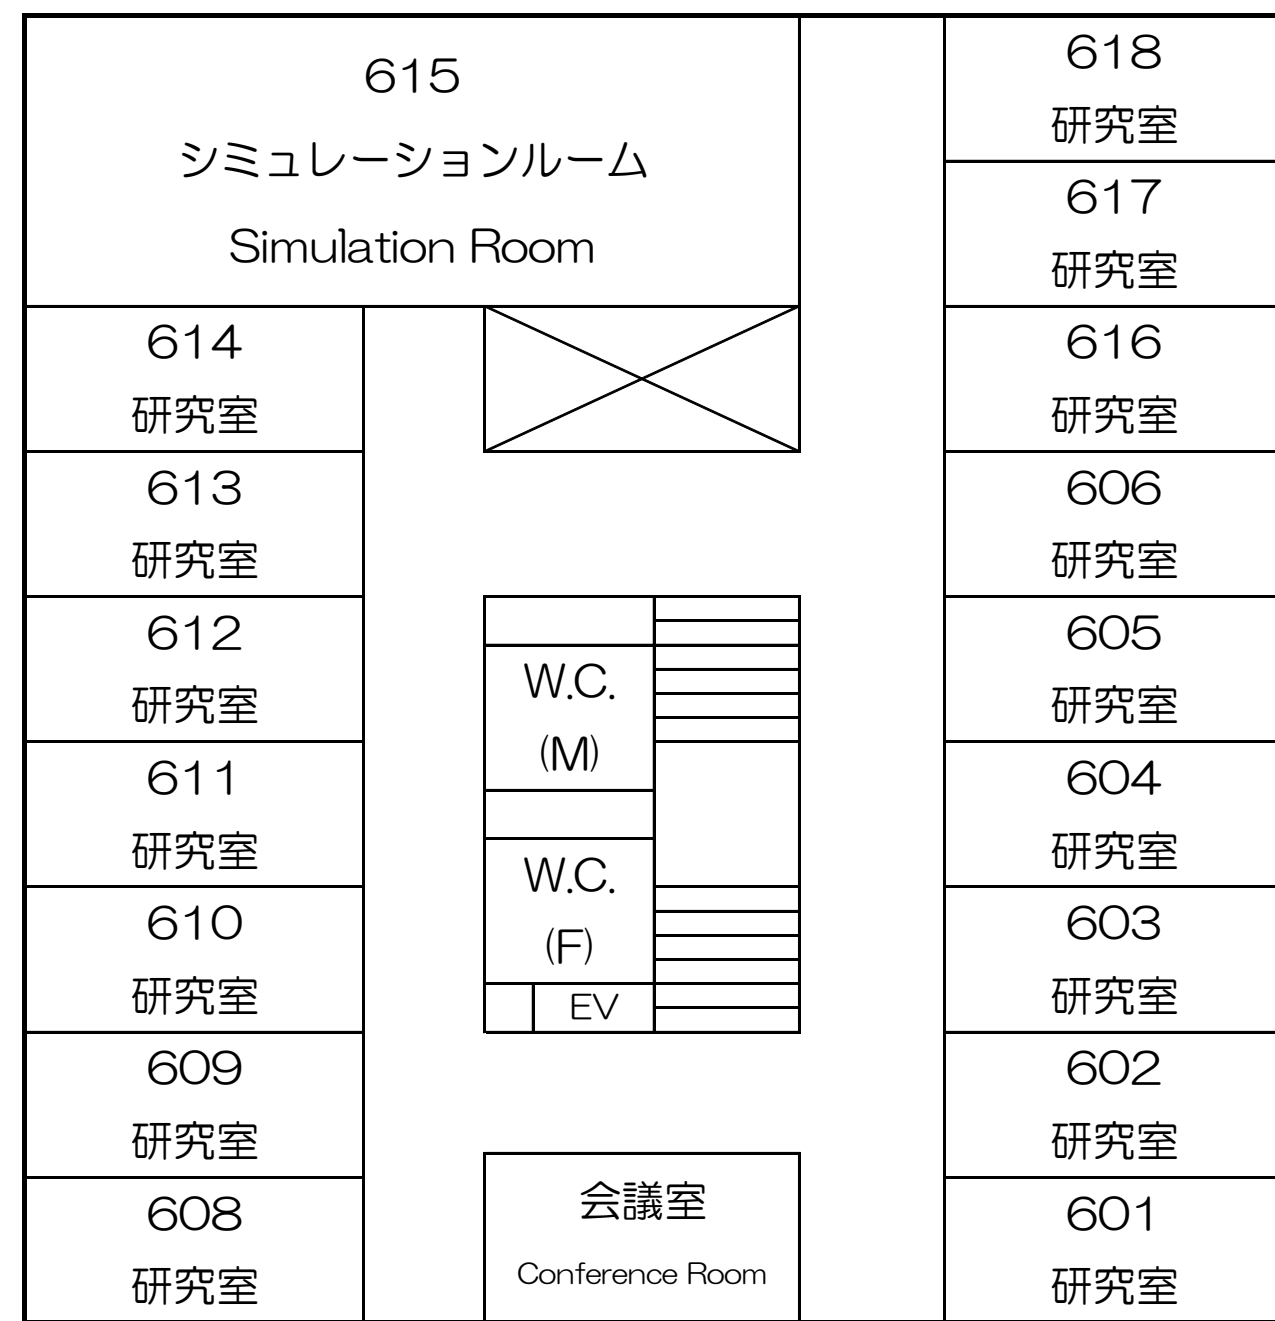 615
シミュレーションルーム
Simulation Room
618
研究室
617
研究室
614
研究室
616
研究室
613
研究室
606
研究室
612
研究室
W.C.
(M)
605
研究室
611
研究室
604
研究室
W.C.
(F)
610
研究室
EV
603
研究室
609
研究室
602
研究室
608
研究室
会議室
Conference Room
601
研究室